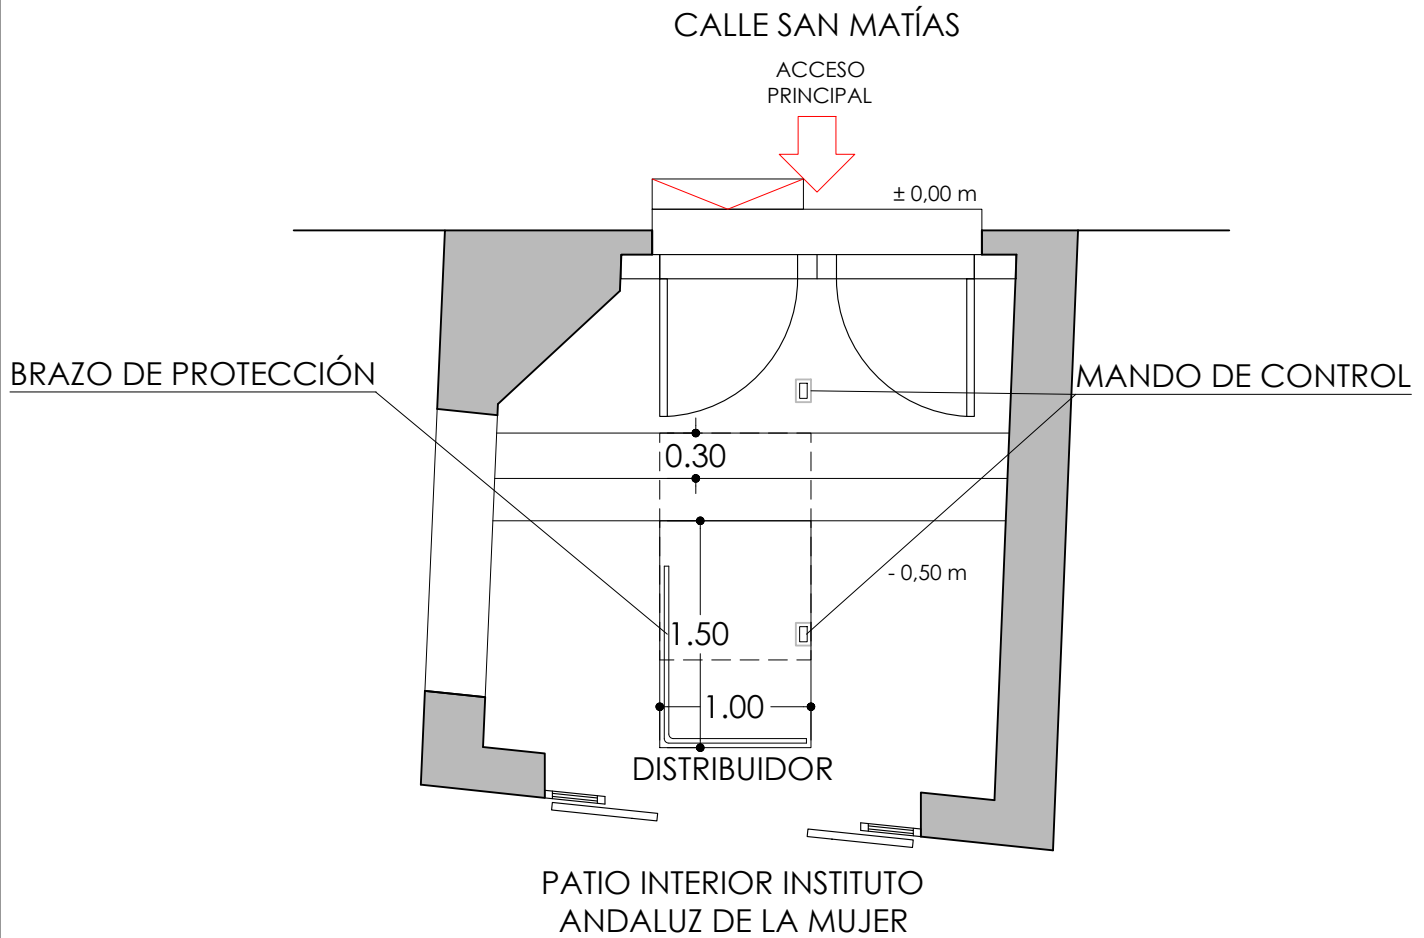 CALLE SAN MATÍAS
ACCESO
PRINCIPAL
± 0,00 m
BRAZO DE PROTECCIÓN
MANDO DE CONTROL
0.30
- 0,50 m
1.50
1.00
DISTRIBUIDOR
PATIO INTERIOR INSTITUTO
ANDALUZ DE LA MUJER